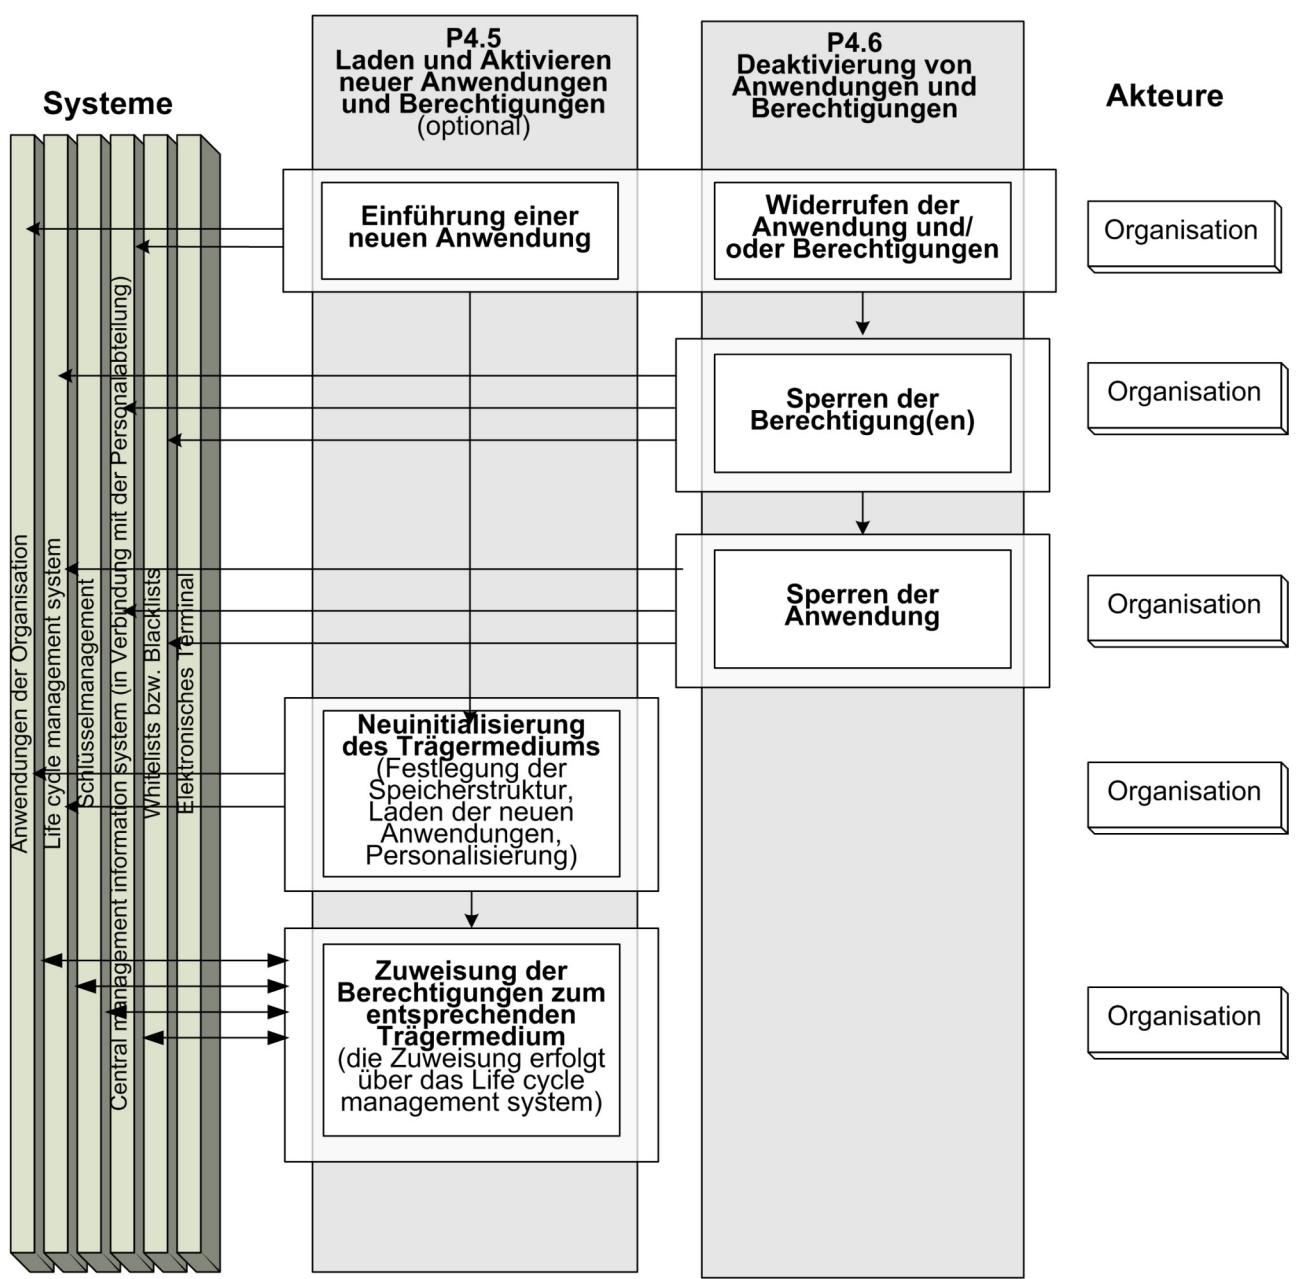 P4.5
Laden und Aktivieren
neuer Anwendungen
und Berechtigungen
(optional)
P4.6
Deaktivierung von
Anwendungen und
Berechtigungen
Systeme
Akteure
Einführung einer
neuen Anwendung
Widerrufen der
Anwendung und/
oder Berechtigungen
Organisation
Sperren der
Berechtigung(en)
Organisation
Sperren der
Anwendung
Organisation
Neuinitialisierung
des Trägermediums
(Festlegung der
Speicherstruktur,
Laden der neuen
Anwendungen,
Personalisierung)
Organisation
Zuweisung der
Berechtigungen zum
entsprechenden
Trägermedium
(die Zuweisung erfolgt
über das Life cycle
management system)
Organisation
Anwendungen der Organisation
Life cycle management system
Schlüsselmanagement
Central management information system (in Verbindung mit der Personalabteilung)
Whitelists bzw. Blacklists
Elektronisches Terminal